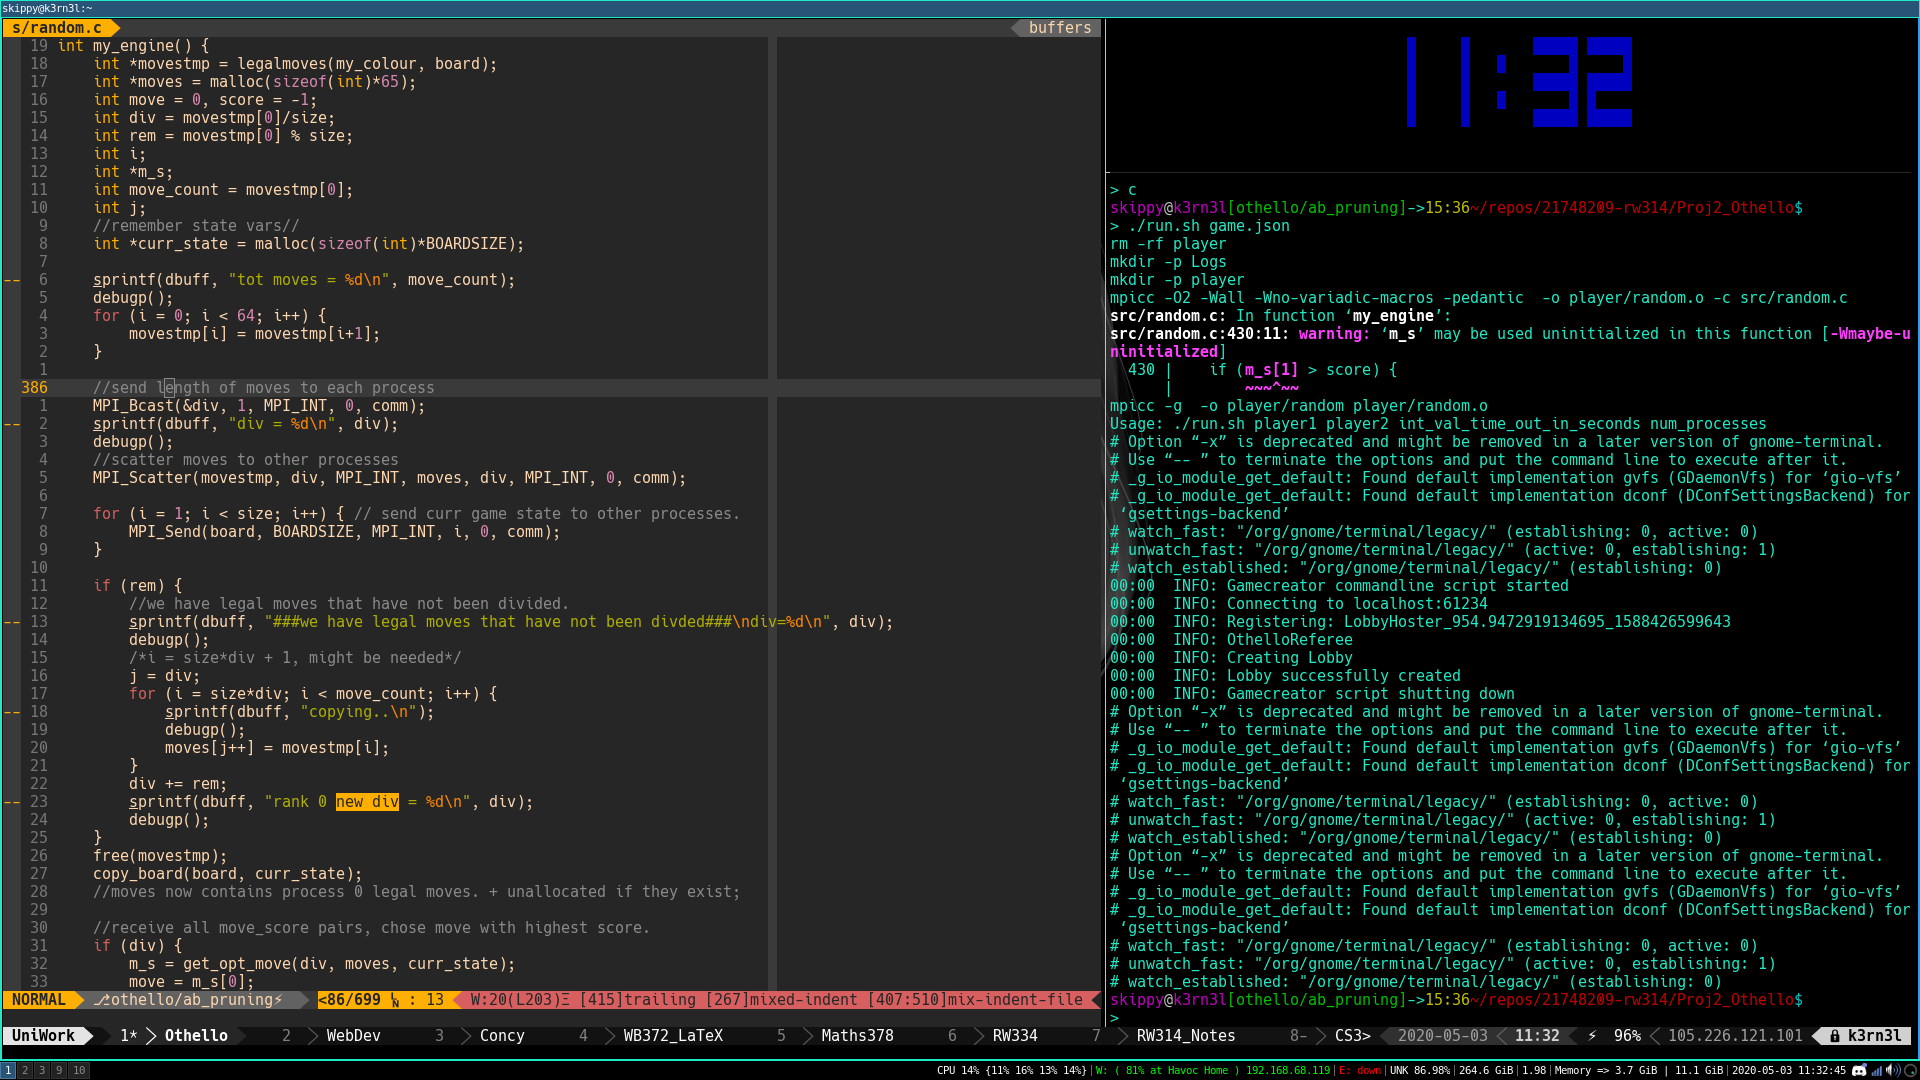 skippy@k3rn3l:~
s/random.c
buffers
19 int my_engine() {
18     int *movestmp = legalmoves(my_colour, board);
17     int *moves = malloc(sizeof(int)*65);
16     int move = 0, score = -1;
15     int div = movestmp[0]/size;
14     int rem = movestmp[0] % size;
13     int i;
12     int *m_s;
11     int move_count = movestmp[0];
10     int j;
9     //remember state vars//
8     int *curr_state = malloc(sizeof(int)*BOARDSIZE);
7
-- 6     sprintf(dbuff, "tot moves = %d\n", move_count);
5     debugp();
4     for (i = 0; i < 64; i++) {
3         movestmp[i] = movestmp[i+1];
2     }
1
386     //send length of moves to each process
1     MPI_Bcast(&div, 1, MPI_INT, 0, comm);
-- 2     sprintf(dbuff, "div = %d\n", div);
3     debugp();
4     //scatter moves to other processes
5     MPI_Scatter(movestmp, div, MPI_INT, moves, div, MPI_INT, 0, comm);
6
7     for (i = 1; i < size; i++) { // send curr game state to other processes.
8         MPI_Send(board, BOARDSIZE, MPI_INT, i, 0, comm);
9     }
10
11     if (rem) {
12         //we have legal moves that have not been divided.
-- 13         sprintf(dbuff, "###we have legal moves that have not been divded###\ndiv=%d\n", div);
14         debugp();
15         /*i = size*div + 1, might be needed*/
16         j = div;
17         for (i = size*div; i < move_count; i++) {
-- 18             sprintf(dbuff, "copying..\n");
19             debugp();
20             moves[j++] = movestmp[i];
21         }
22         div += rem;
-- 23         sprintf(dbuff, "rank 0 new div = %d\n", div);
24         debugp();
25     }
26     free(movestmp);
27     copy_board(board, curr_state);
28     //moves now contains process 0 legal moves. + unallocated if they exist;
29
30     //receive all move_score pairs, chose move with highest score.
31     if (div) {
32         m_s = get_opt_move(div, moves, curr_state);
33         move = m_s[0];
NORMAL othello/ab_pruning⚡ <86/699 : 13 W:20(L203) [415]trailing [267]mixed-indent [407:510]mix-indent-file
11:32
> c
skippy@k3rn3l[othello/ab_pruning]->15:36~/repos/21748209-rw314/Proj2_Othello$
> ./run.sh game.json
rm -rf player
mkdir -p Logs
mkdir -p player
mpicc -O2 -Wall -Wno-variadic-macros -pedantic  -o player/random.o -c src/random.c
src/random.c: In function ‘my_engine’:
src/random.c:430:11: warning: ‘m_s’ may be used uninitialized in this function [-Wmaybe-u
ninitialized]
430 |    if (m_s[1] > score) {
|        ~~~^~~
mpicc -g  -o player/random player/random.o
Usage: ./run.sh player1 player2 int_val_time_out_in_seconds num_processes
# Option “-x” is deprecated and might be removed in a later version of gnome-terminal.
# Use “-- ” to terminate the options and put the command line to execute after it.
# _g_io_module_get_default: Found default implementation gvfs (GDaemonVfs) for ‘gio-vfs’
# _g_io_module_get_default: Found default implementation dconf (DConfSettingsBackend) for
‘gsettings-backend’
# watch_fast: "/org/gnome/terminal/legacy/" (establishing: 0, active: 0)
# unwatch_fast: "/org/gnome/terminal/legacy/" (active: 0, establishing: 1)
# watch_established: "/org/gnome/terminal/legacy/" (establishing: 0)
00:00  INFO: Gamecreator commandline script started
00:00  INFO: Connecting to localhost:61234
00:00  INFO: Registering: LobbyHoster_954.9472919134695_1588426599643
00:00  INFO: OthelloReferee
00:00  INFO: Creating Lobby
00:00  INFO: Lobby successfully created
00:00  INFO: Gamecreator script shutting down
# Option “-x” is deprecated and might be removed in a later version of gnome-terminal.
# Use “-- ” to terminate the options and put the command line to execute after it.
# _g_io_module_get_default: Found default implementation gvfs (GDaemonVfs) for ‘gio-vfs’
# _g_io_module_get_default: Found default implementation dconf (DConfSettingsBackend) for
‘gsettings-backend’
# watch_fast: "/org/gnome/terminal/legacy/" (establishing: 0, active: 0)
# unwatch_fast: "/org/gnome/terminal/legacy/" (active: 0, establishing: 1)
# watch_established: "/org/gnome/terminal/legacy/" (establishing: 0)
# Option “-x” is deprecated and might be removed in a later version of gnome-terminal.
# Use “-- ” to terminate the options and put the command line to execute after it.
# _g_io_module_get_default: Found default implementation gvfs (GDaemonVfs) for ‘gio-vfs’
# _g_io_module_get_default: Found default implementation dconf (DConfSettingsBackend) for
‘gsettings-backend’
# watch_fast: "/org/gnome/terminal/legacy/" (establishing: 0, active: 0)
# unwatch_fast: "/org/gnome/terminal/legacy/" (active: 0, establishing: 1)
# watch_established: "/org/gnome/terminal/legacy/" (establishing: 0)
skippy@k3rn3l[othello/ab_pruning]->15:36~/repos/21748209-rw314/Proj2_Othello$
>
UniWork 1* Othello 2 WebDev 3 Concy 4 WB372_LaTeX 5 Maths378 6 RW334 7 RW314_Notes 8- CS3> 2020-05-03 11:32 ⚡ 96% 105.226.121.101 k3rn3l
1 2 3 9 10 CPU 14% {11% 16% 13% 14%}|W: ( 81% at Havoc Home ) 192.168.68.119|E: down|UNK 86.98%|264.6 GiB|1.98|Memory => 3.7 GiB | 11.1 GiB|2020-05-03 11:32:45